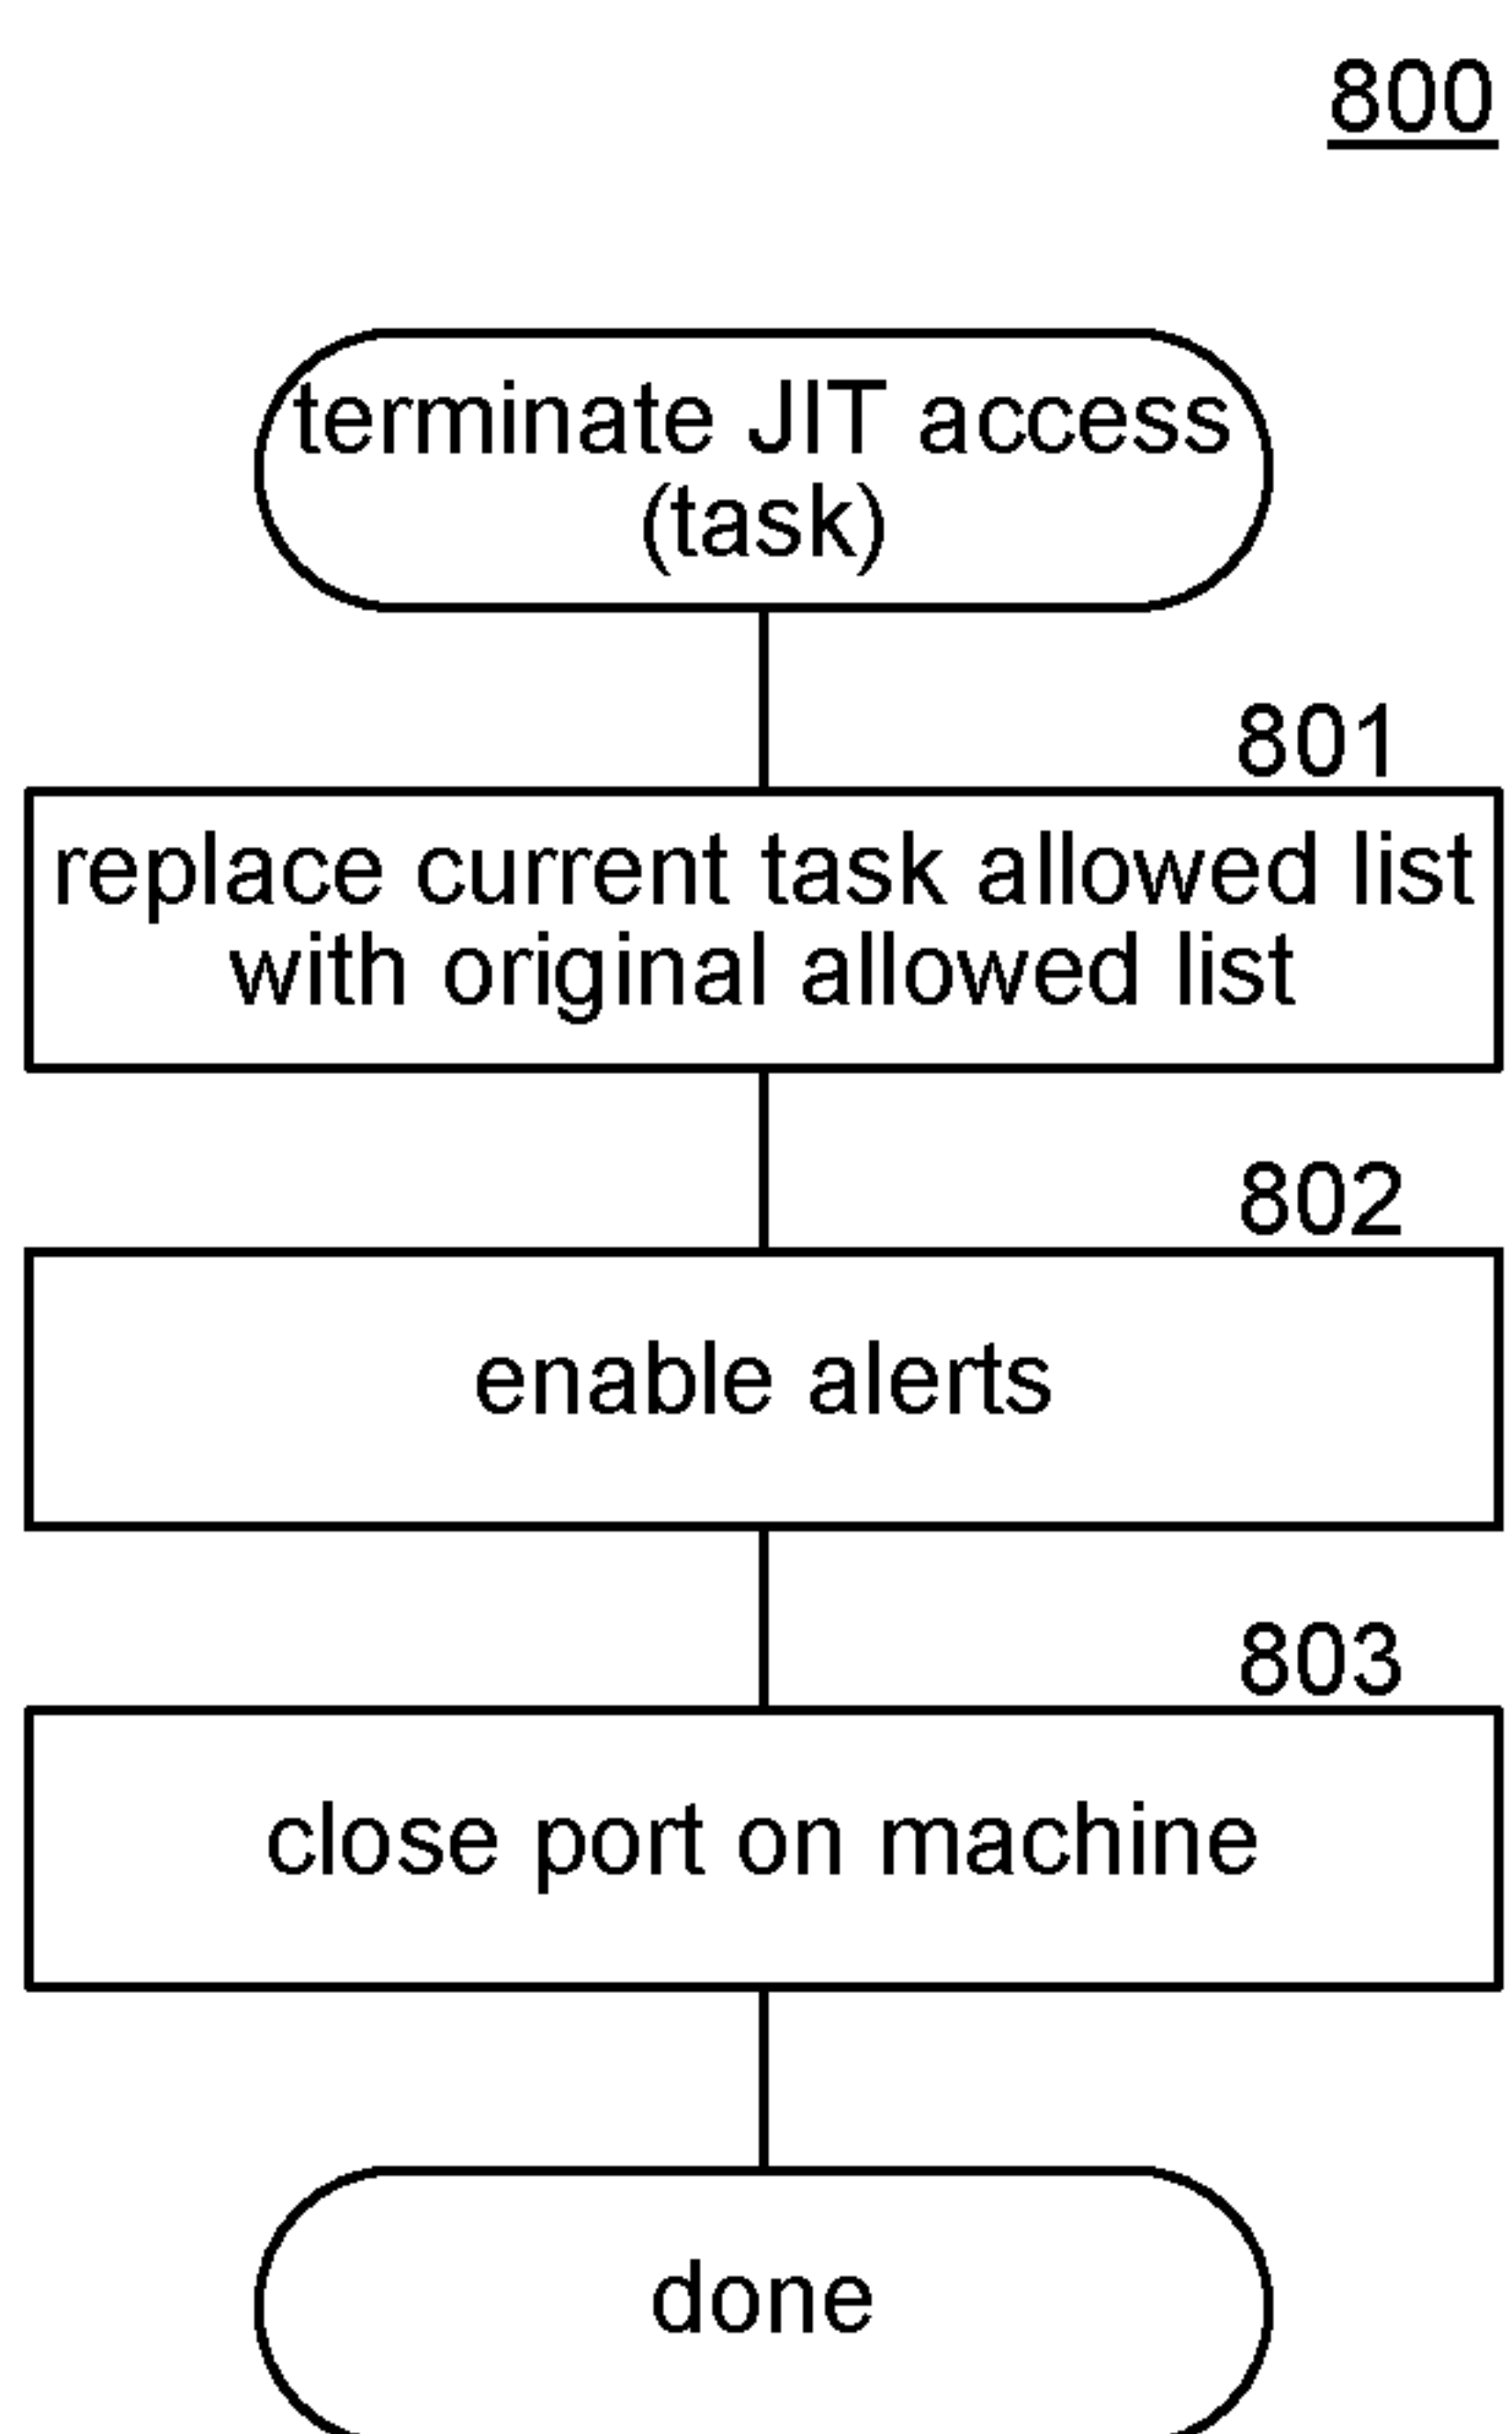 800
terminate JIT access
(task)
801
replace current task allowed list
with original allowed list
802
enable alerts
803
close port on machine
done